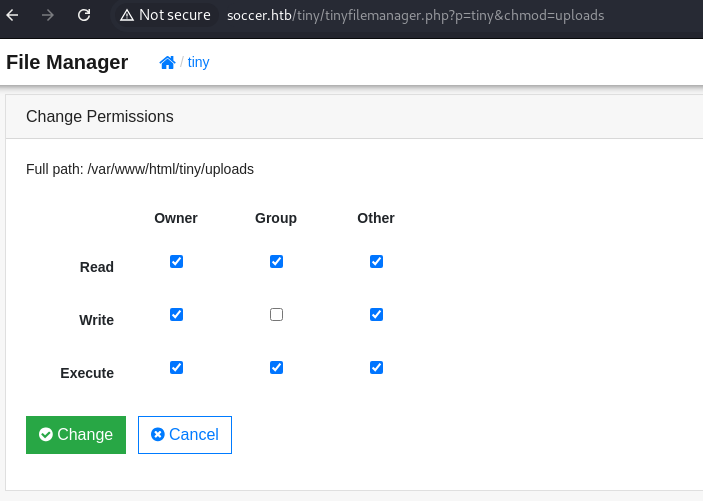 Not secure soccer.htb/tiny/tinyfilemanager.php?p=tiny&chmod=uploads
File Manager / tiny
Change Permissions
Full path: /var/www/html/tiny/uploads
Owner Group Other
Read
Write
Execute
Change Cancel